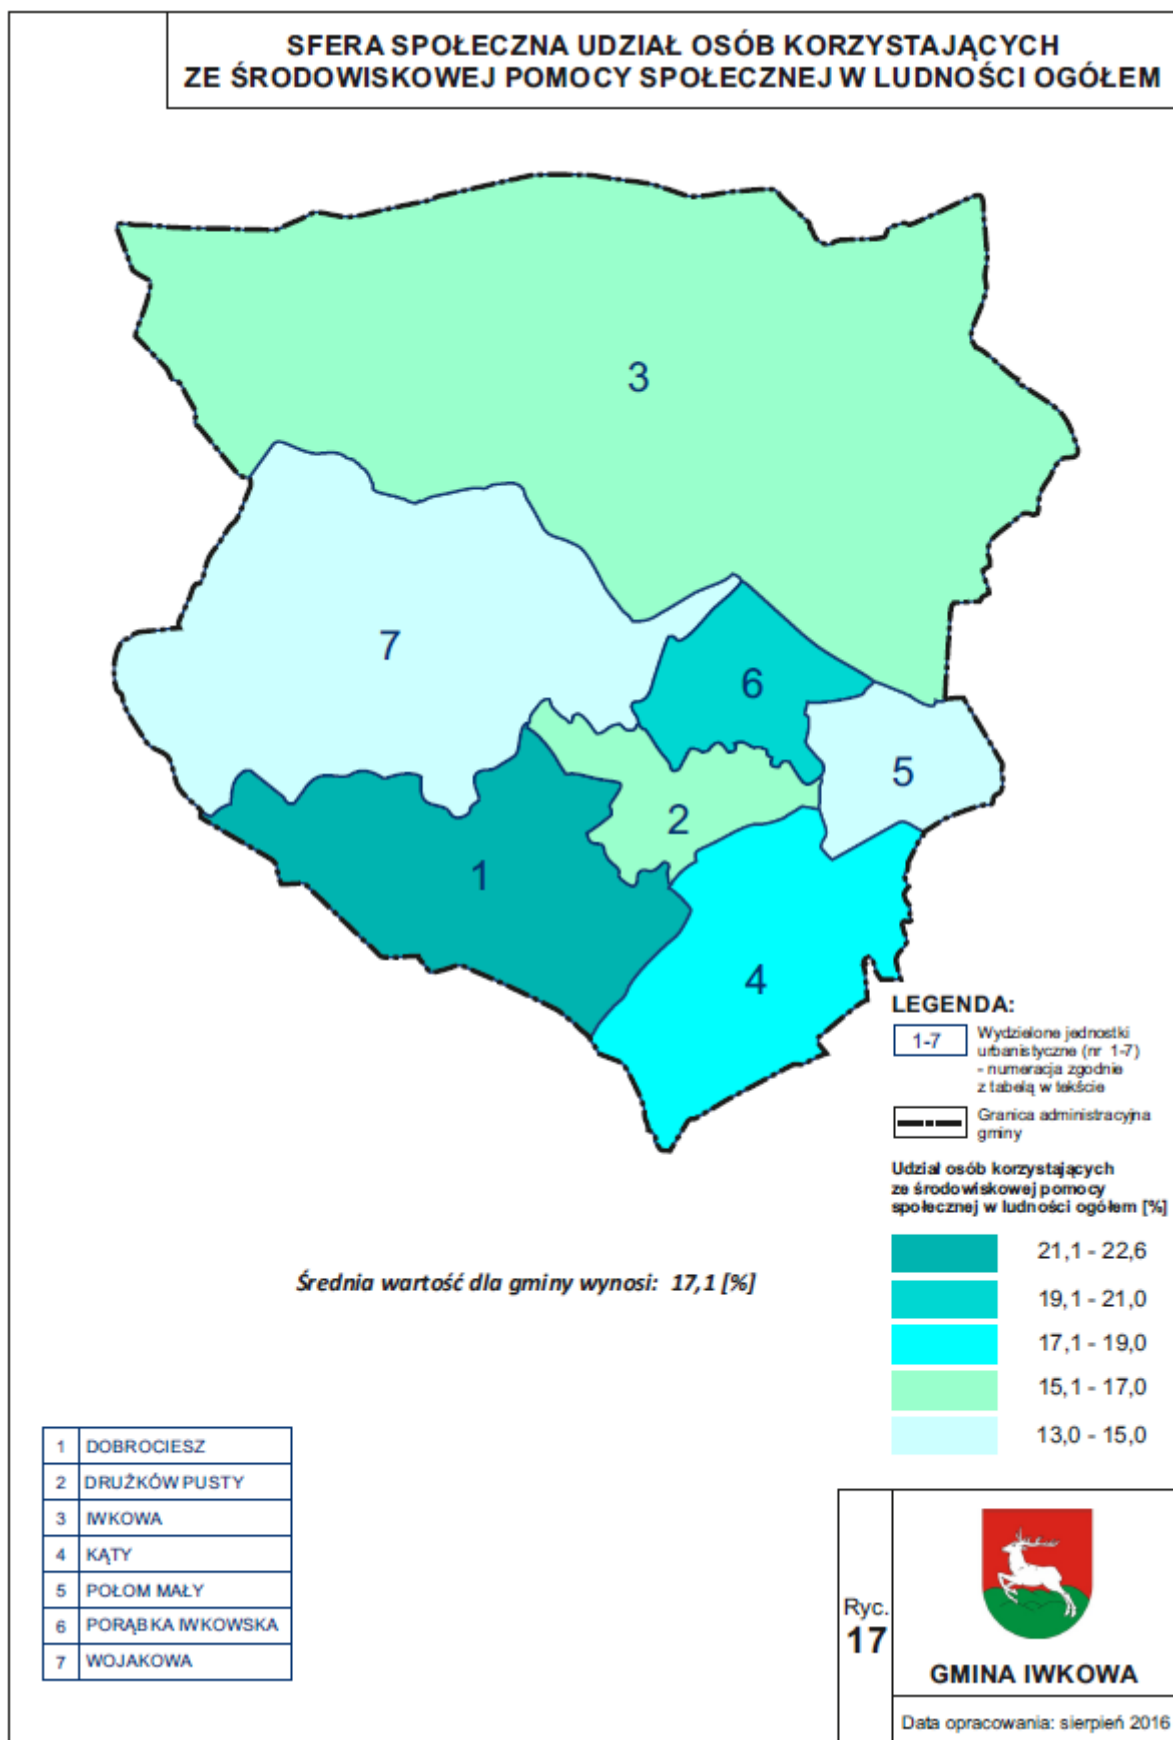 SFERA SPOŁECZNA UDZIAŁ OSÓB KORZYSTAJĄCYCH
ZE ŚRODOWISKOWEJ POMOCY SPOŁECZNEJ W LUDNOŚCI OGÓŁEM
3
7
6
5
2
1
4
LEGENDA:
1-7
Wydzielone jednostki
urbanistyczne (nr 1-7)
- numeracja zgodnie
z tabelą w tekście
Granica administracyjna
gminy
Udział osób korzystających
ze środowiskowej pomocy
społecznej w ludności ogółem [%]
21,1 - 22,6
19,1 - 21,0
17,1 - 19,0
15,1 - 17,0
13,0 - 15,0
Średnia wartość dla gminy wynosi: 17,1 [%]
1 DOBROCIESZ
2 DRUŻKÓW PUSTY
3 IWKOWA
4 KĄTY
5 POŁOM MAŁY
6 PORĄBKA IWKOWSKA
7 WOJAKOWA
Ryc.
17
GMINA IWKOWA
Data opracowania: sierpień 2016